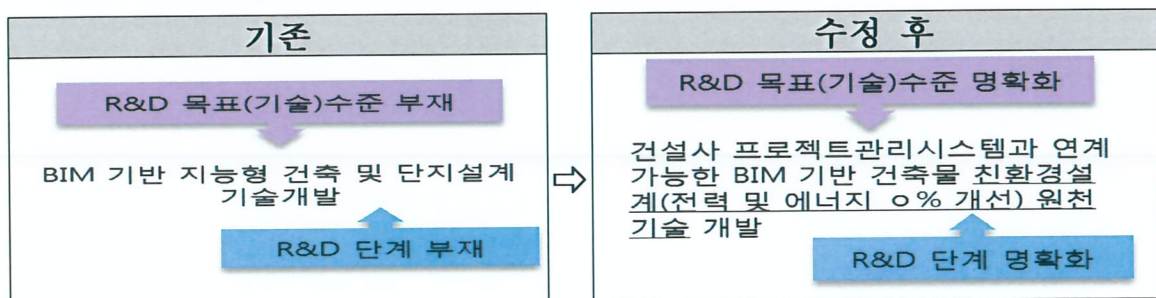 기존
R&D 목표(기술)수준 부재
BIM 기반 지능형 건축 및 단지설계
기술개발
R&D 단계 부재
⇨
수정 후
R&D 목표(기술)수준 명확화
건설사 프로젝트관리시스템과 연계
가능한 BIM 기반 건축물 친환경설
계(전력 및 에너지 ㅇ% 개선) 원천
기술 개발
R&D 단계 명확화